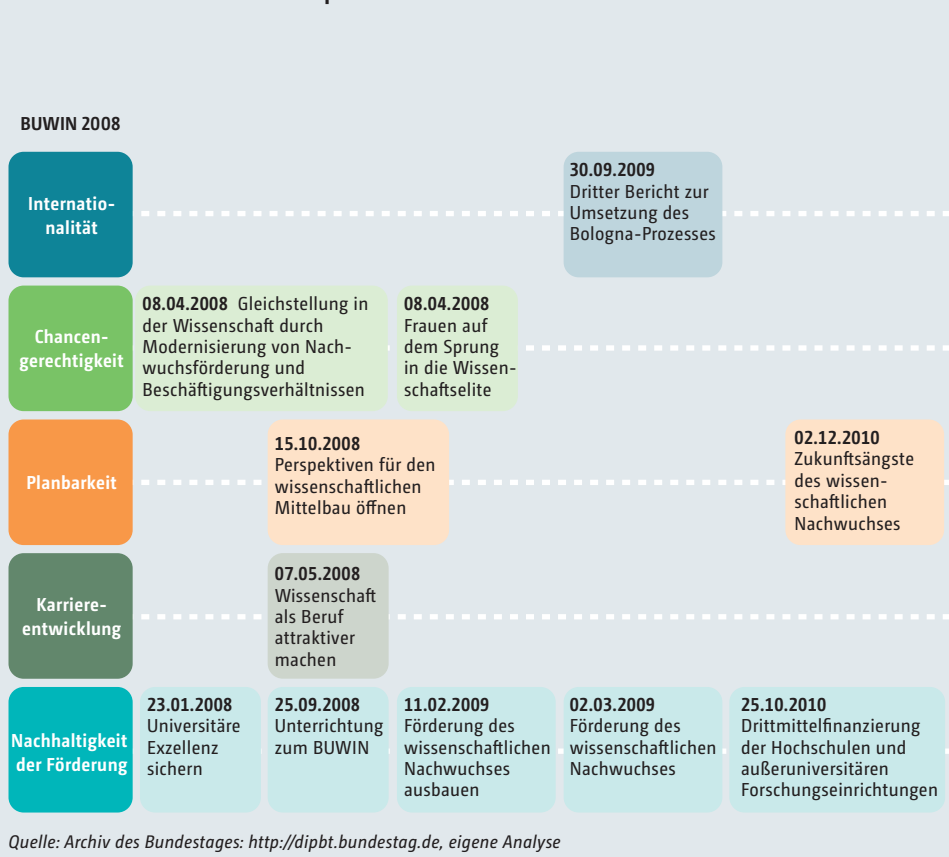 BUWIN 2008
Internatio-
nalität
30.09.2009
Dritter Bericht zur
Umsetzung des
Bologna-Prozesses
Chancen-
gerechtigkeit
08.04.2008 Gleichstellung in
der Wissenschaft durch
Modernisierung von Nach-
wuchsförderung und
Beschäftigungsverhältnissen
08.04.2008
Frauen auf
dem Sprung
in die Wissen-
schaftselite
Planbarkeit
15.10.2008
Perspektiven für den
wissenschaftlichen
Mittelbau öffnen
02.12.2010
Zukunftsängste
des wissen-
schaftlichen
Nachwuchses
Karriere-
entwicklung
07.05.2008
Wissenschaft
als Beruf
attraktiver
machen
Nachhaltigkeit
der Förderung
23.01.2008
Universitäre
Exzellenz
sichern
25.09.2008
Unterrichtung
zum BUWIN
11.02.2009
Förderung des
wissenschaftlichen
Nachwuchses
ausbauen
02.03.2009
Förderung des
wissenschaftlichen
Nachwuchses
25.10.2010
Drittmittelfinanzierung
der Hochschulen und
außeruniversitären
Forschungseinrichtungen
Quelle: Archiv des Bundestages: http://dipbt.bundestag.de, eigene Analyse